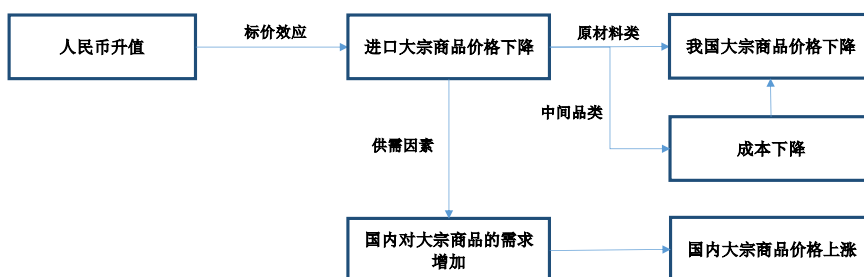 人民币升值
标价效应
进口大宗商品价格下降
原材料类
我国大宗商品价格下降
中间品类
成本下降
供需因素
国内对大宗商品的需求
增加
国内大宗商品价格上涨